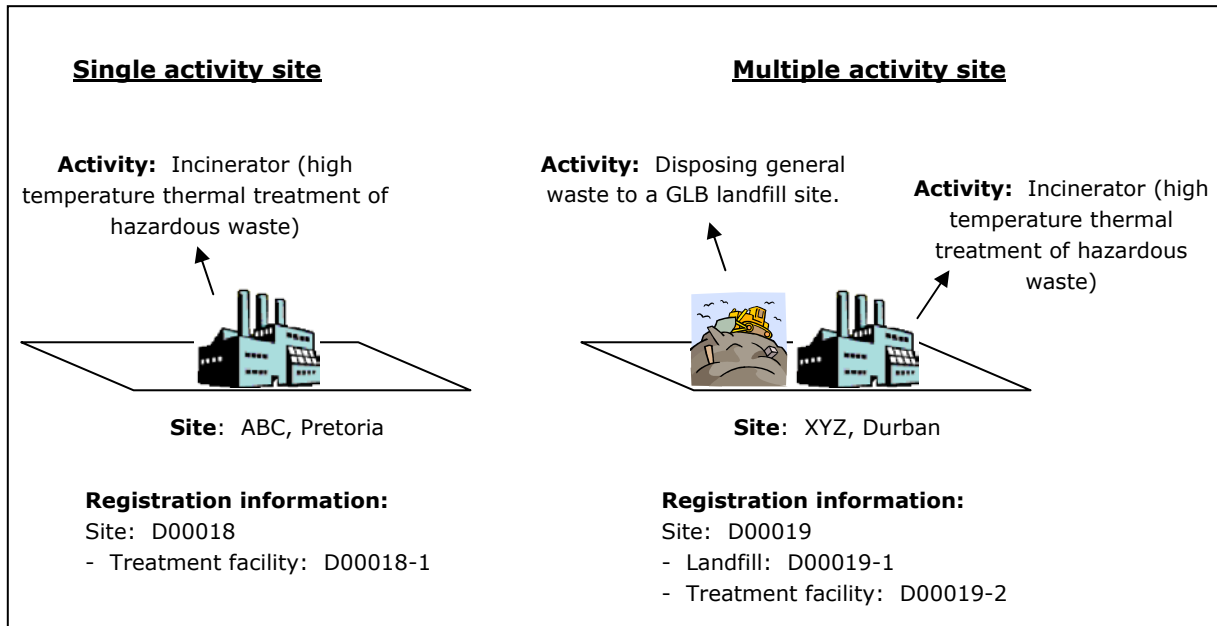 Single activity site
Activity: Incinerator (high
temperature thermal treatment of
hazardous waste)
Site: ABC, Pretoria
Registration information:
Site: D00018
- Treatment facility: D00018-1
Multiple activity site
Activity: Disposing general
waste to a GLB landfill site.
Activity: Incinerator (high
temperature thermal
treatment of hazardous
waste)
Site: XYZ, Durban
Registration information:
Site: D00019
- Landfill: D00019-1
- Treatment facility: D00019-2